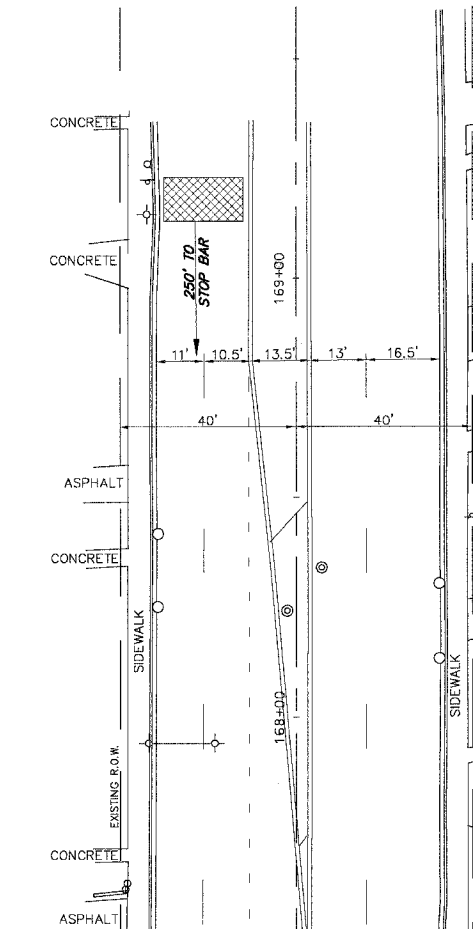 CONCRETE
CONCRETE
250' TO
STOP BAR
169+00
11'
10.5'
13.5'
13'
16.5'
40'
40'
ASPHALT
CONCRETE
SIDEWALK
SIDEWALK
168+00
EXISTING R.O.W.
CONCRETE
ASPHALT